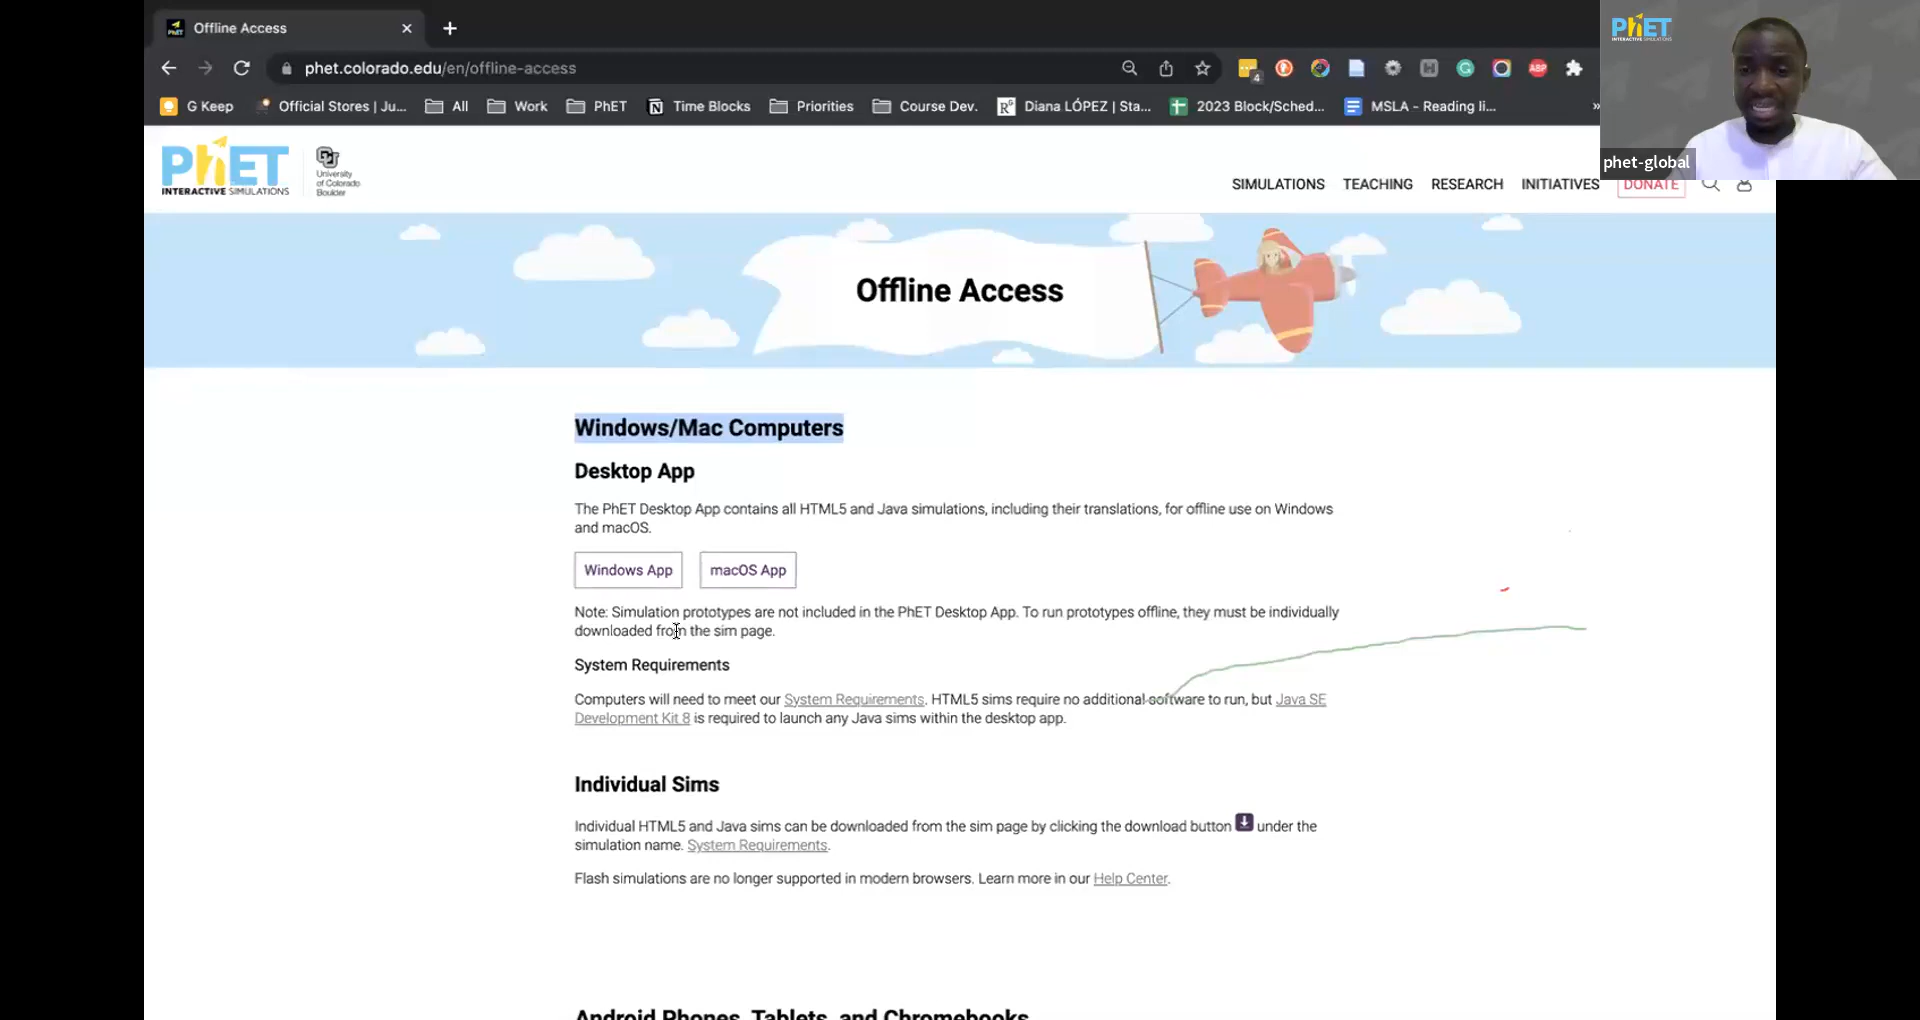 Offline Access
phet.colorado.edu/en/offline-access
4
ABP
G Keep
Official Stores | Ju...
All
Work
PhET
Time Blocks
Priorities
Course Dev.
Diana LÓPEZ | Sta...
2023 Block/Sched...
MSLA - Reading li...
»
PhET
INTERACTIVE SIMULATIONS
phet-global
PhET
INTERACTIVE SIMULATIONS
University
of Colorado
Boulder
SIMULATIONS
TEACHING
RESEARCH
INITIATIVES
DONATE
Offline Access
Windows/Mac Computers
Desktop App
The PhET Desktop App contains all HTML5 and Java simulations, including their translations, for offline use on Windows
and macOS.
Windows App
macOS App
Note: Simulation prototypes are not included in the PhET Desktop App. To run prototypes offline, they must be individually
downloaded from the sim page.
System Requirements
Computers will need to meet our System Requirements. HTML5 sims require no additional software to run, but Java SE
Development Kit 8 is required to launch any Java sims within the desktop app.
Individual Sims
Individual HTML5 and Java sims can be downloaded from the sim page by clicking the download button under the
simulation name. System Requirements.
Flash simulations are no longer supported in modern browsers. Learn more in our Help Center.
Android Phones, Tablets, and Chromebooks